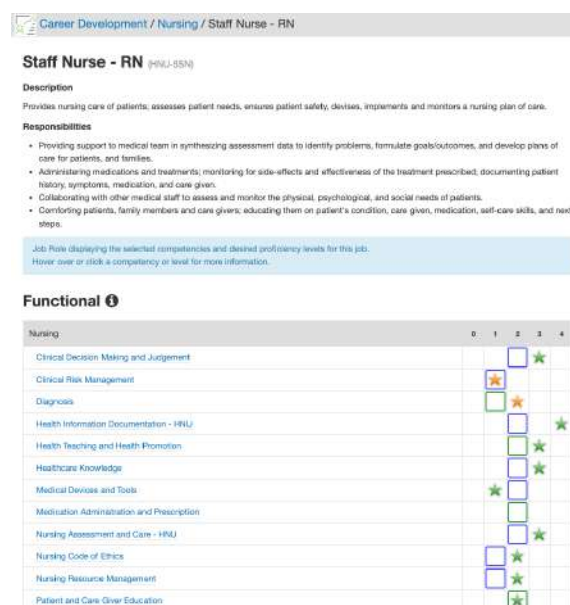 Career Development / Nursing / Staff Nurse - RN
Staff Nurse - RN (HNU-SSN)
Description
Provides nursing care of patients; assesses patient needs, ensures patient safety, devises, implements and monitors a nursing plan of care.
Responsibilities
• Providing support to medical team in synthesizing assessment data to identify problems, formulate goals/outcomes, and develop plans of
care for patients, and families.
• Administering medications and treatments; monitoring for side-effects and effectiveness of the treatment prescribed; documenting patient
history, symptoms, medication, and care given.
• Collaborating with other medical staff to assess and monitor the physical, psychological, and social needs of patients.
• Comforting patients, family members and care givers; educating them on patient's condition, care given, medication, self-care skills, and next
steps.
Job Role displaying the selected competencies and desired proficiency levels for this job.
Hover over or click a competency or level for more information.
Functional
Nursing 0 1 2 3 4
Clinical Decision Making and Judgement
Clinical Risk Management
Diagnosis
Health Information Documentation - HNU
Health Teaching and Health Promotion
Healthcare Knowledge
Medical Devices and Tools
Medication Administration and Prescription
Nursing Assessment and Care - HNU
Nursing Code of Ethics
Nursing Resource Management
Patient and Care Giver Education